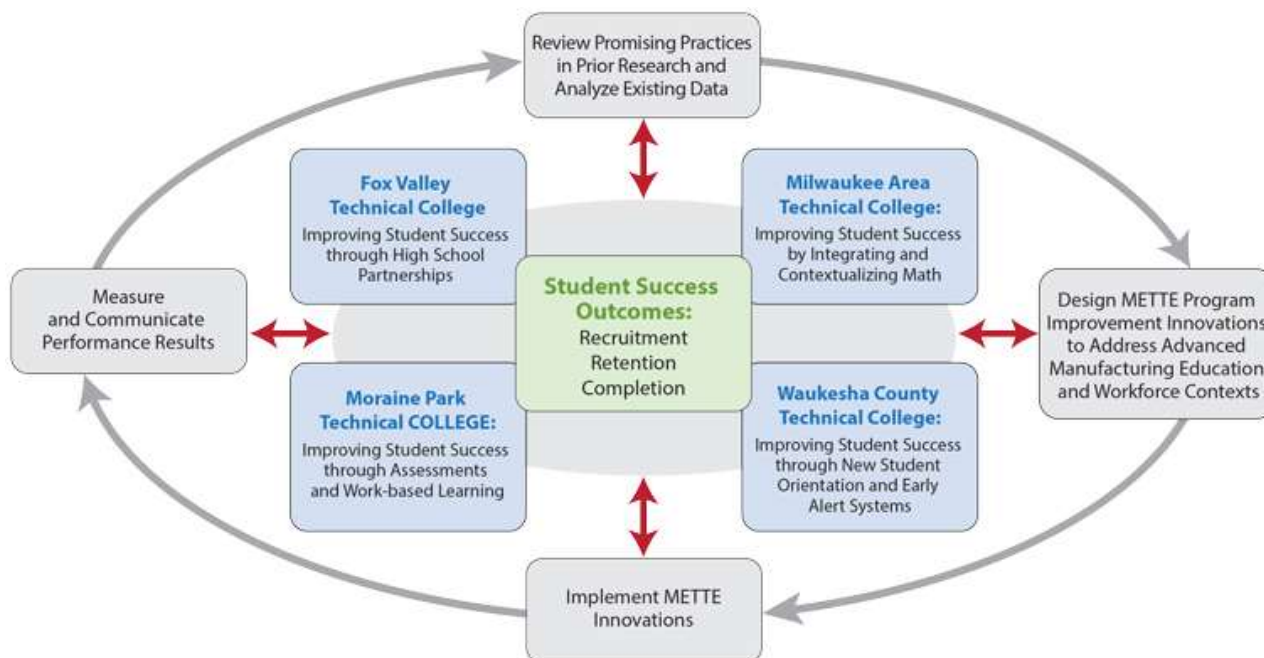 Review Promising Practices
in Prior Research and
Analyze Existing Data
Fox Valley
Technical College
Improving Student Success
through High School
Partnerships
Milwaukee Area
Technical College:
Improving Student Success
by Integrating and
Contextualizing Math
Measure
and Communicate
Performance Results
Student Success
Outcomes:
Recruitment
Retention
Completion
Design METTE Program
Improvement Innovations
to Address Advanced
Manufacturing Education
and Workforce Contexts
Moraine Park
Technical COLLEGE:
Improving Student Success
through Assessments
and Work-based Learning
Waukesha County
Technical College:
Improving Student Success
through New Student
Orientation and Early
Alert Systems
Implement METTE
Innovations